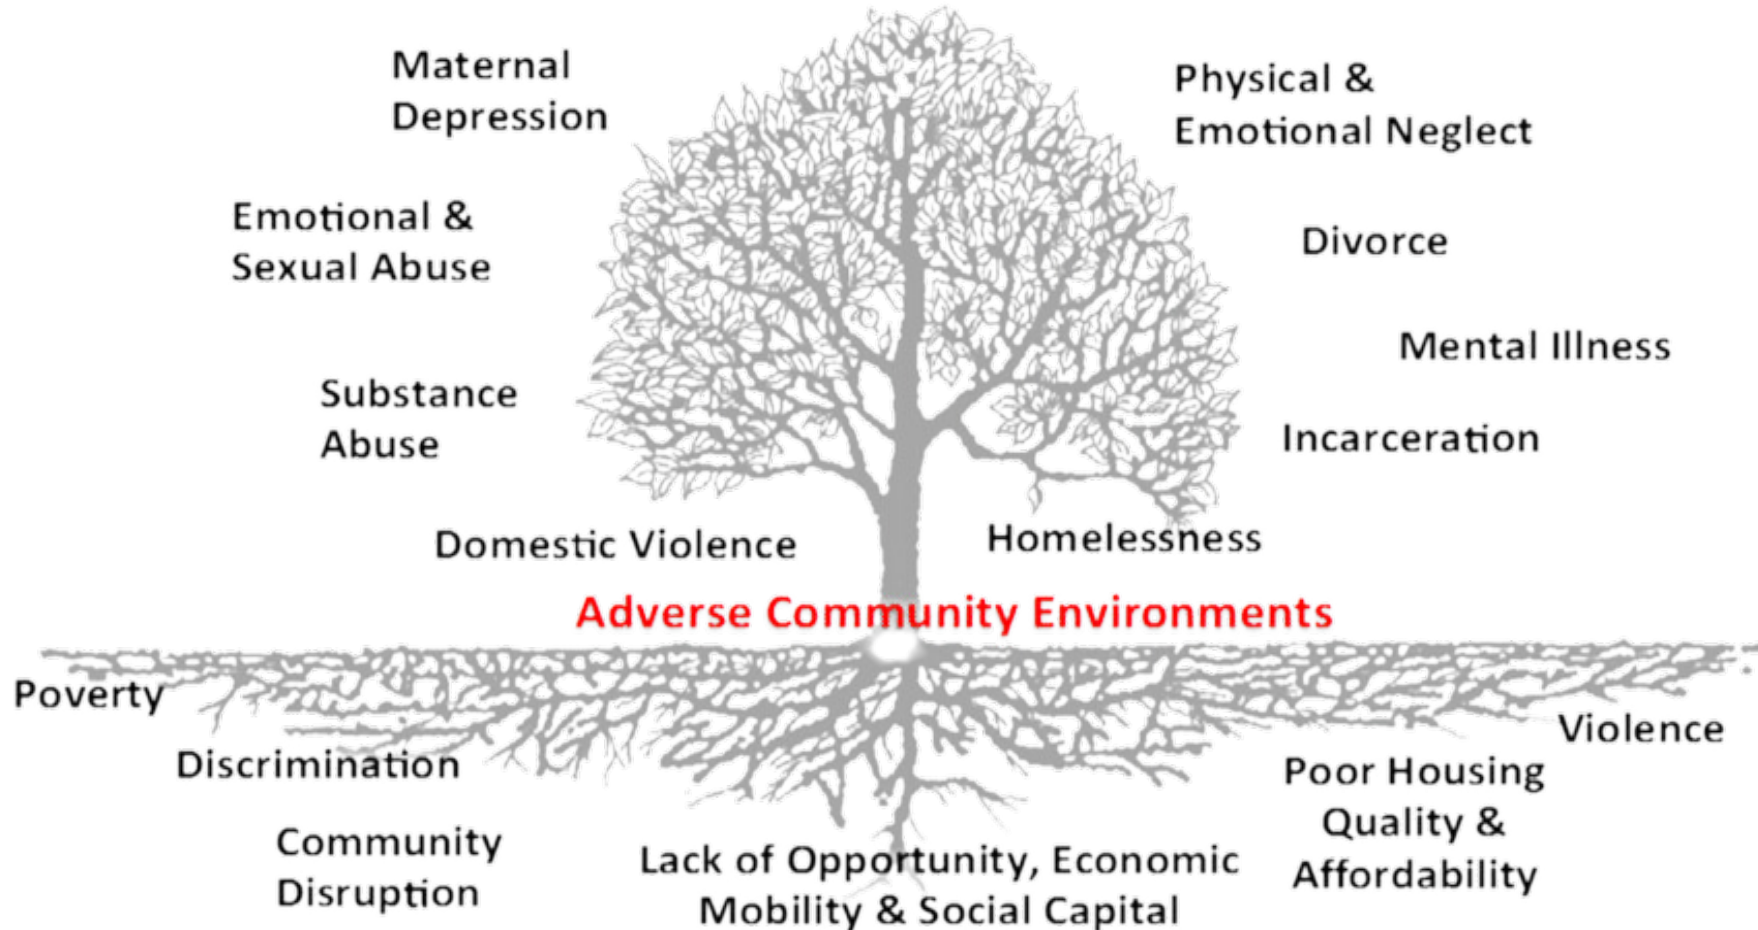 Maternal
Depression
Physical &
Emotional Neglect
Emotional &
Sexual Abuse
Divorce
Mental Illness
Substance
Abuse
Incarceration
Domestic Violence
Homelessness
Adverse Community Environments
Poverty
Violence
Discrimination
Poor Housing
Quality &
Affordability
Community
Disruption
Lack of Opportunity, Economic
Mobility & Social Capital